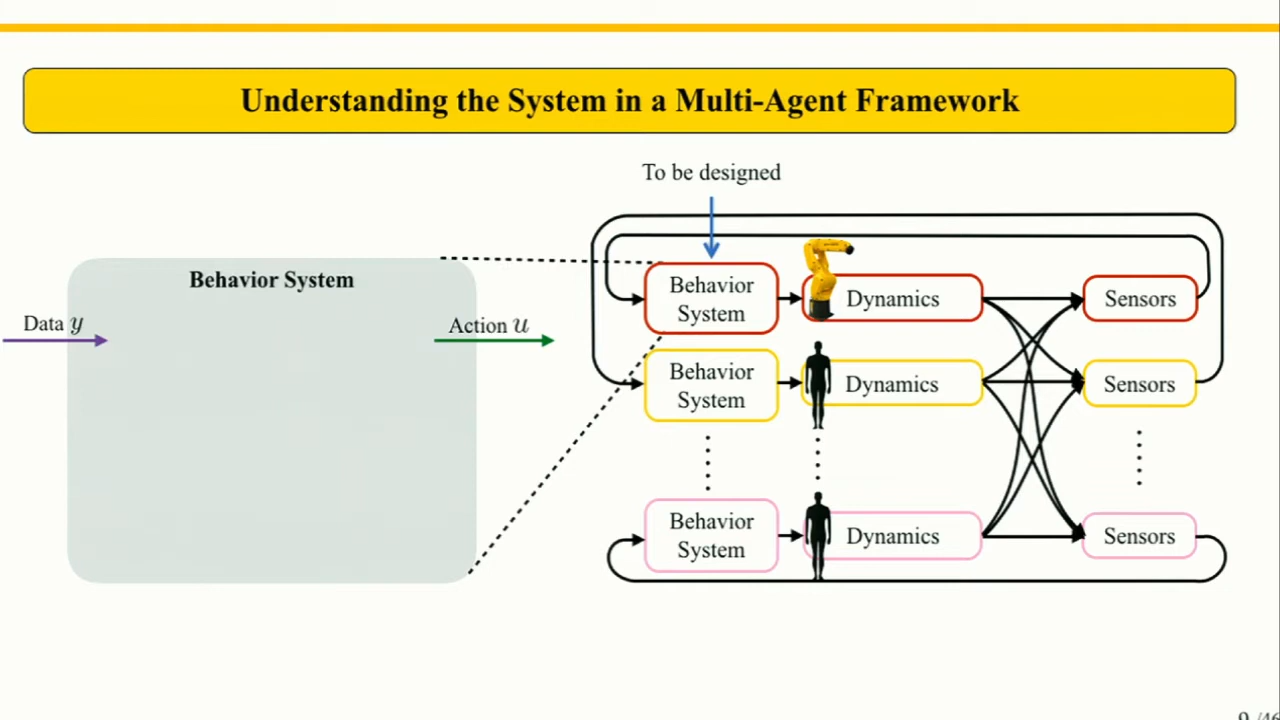 Understanding the System in a Multi-Agent Framework
To be designed
Behavior System
Data y
Action u
Behavior
System
Dynamics
Sensors
Behavior
System
Dynamics
Sensors
Behavior
System
Dynamics
Sensors